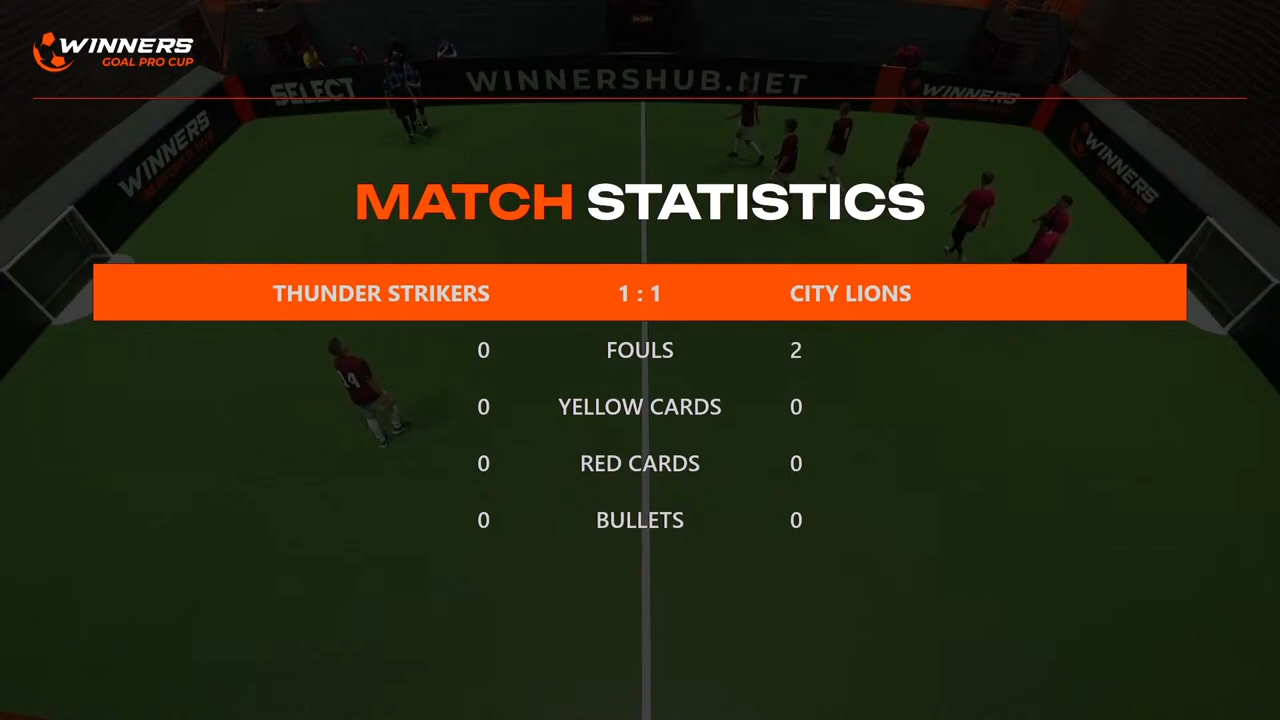 WINNERS
GOAL PRO CUP
SELECT
WINNERSHUB.NET
WINNERS
WINNERS
WINNERS
MATCH STATISTICS
THUNDER STRIKERS 1 : 1 CITY LIONS
0 FOULS 2
0 YELLOW CARDS 0
0 RED CARDS 0
0 BULLETS 0
14